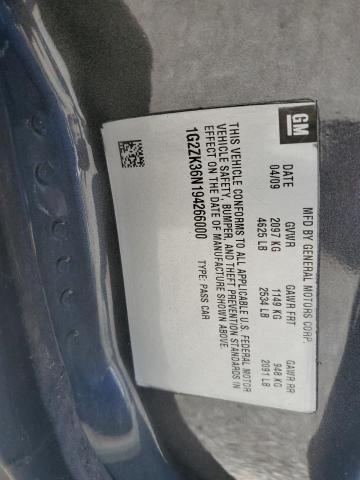 GM
MFD BY GENERAL MOTORS CORP.
DATE GVWR GAWR FRT GAWR RR
04/09 2097 KG 1149 KG 948 KG
4625 LB 2534 LB 2091 LB
THIS VEHICLE CONFORMS TO ALL APPLICABLE U.S. FEDERAL MOTOR
VEHICLE SAFETY, BUMPER, AND THEFT PREVENTION STANDARDS IN
EFFECT ON THE DATE OF MANUFACTURE SHOWN ABOVE.
1G2ZK36N194266000 TYPE: PASS CAR